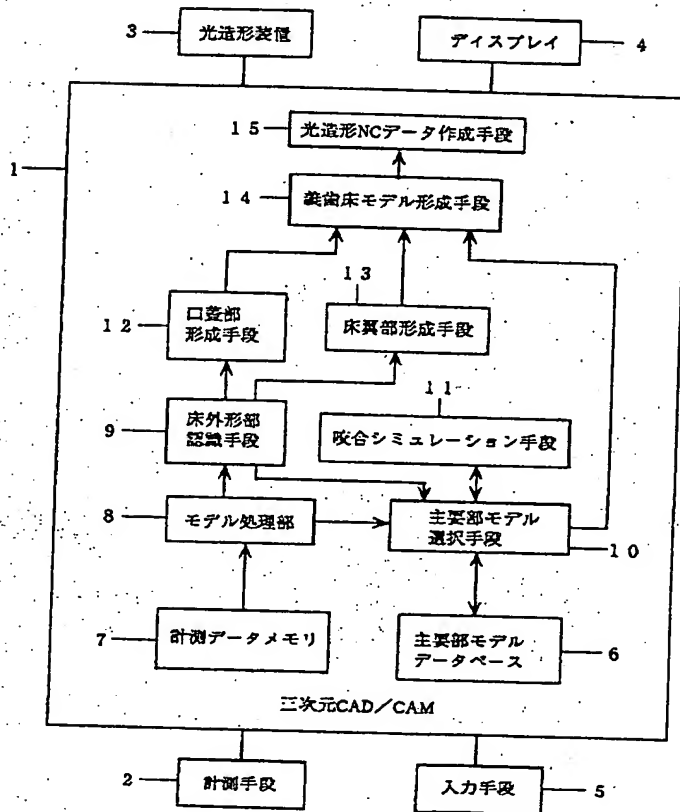 3
光造形装置
ディスプレイ
4
1
15
光造形NCデータ作成手段
14
義歯床モデル形成手段
13
12
口蓋部
形成手段
床翼部形成手段
11
9
床外形部
認識手段
咬合シミュレーション手段
8
モデル処理部
主要部モデル
選択手段
10
7
計測データメモリ
主要部モデル
データベース
6
三次元CAD/CAM
2
計測手段
入力手段
5